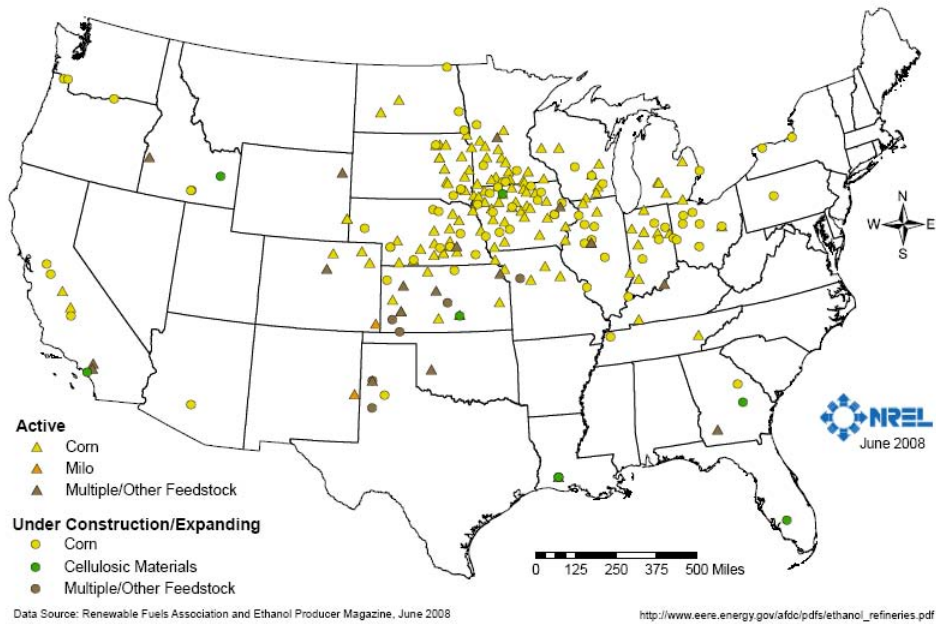 N
W E
S
NREL
June 2008
Active
Corn
Milo
Multiple/Other Feedstock
Under Construction/Expanding
Corn
Cellulosic Materials
Multiple/Other Feedstock
0 125 250 375 500 Miles
Data Source: Renewable Fuels Association and Ethanol Producer Magazine, June 2008
http://www.eere.energy.gov/afdc/pdfs/ethanol_refineries.pdf